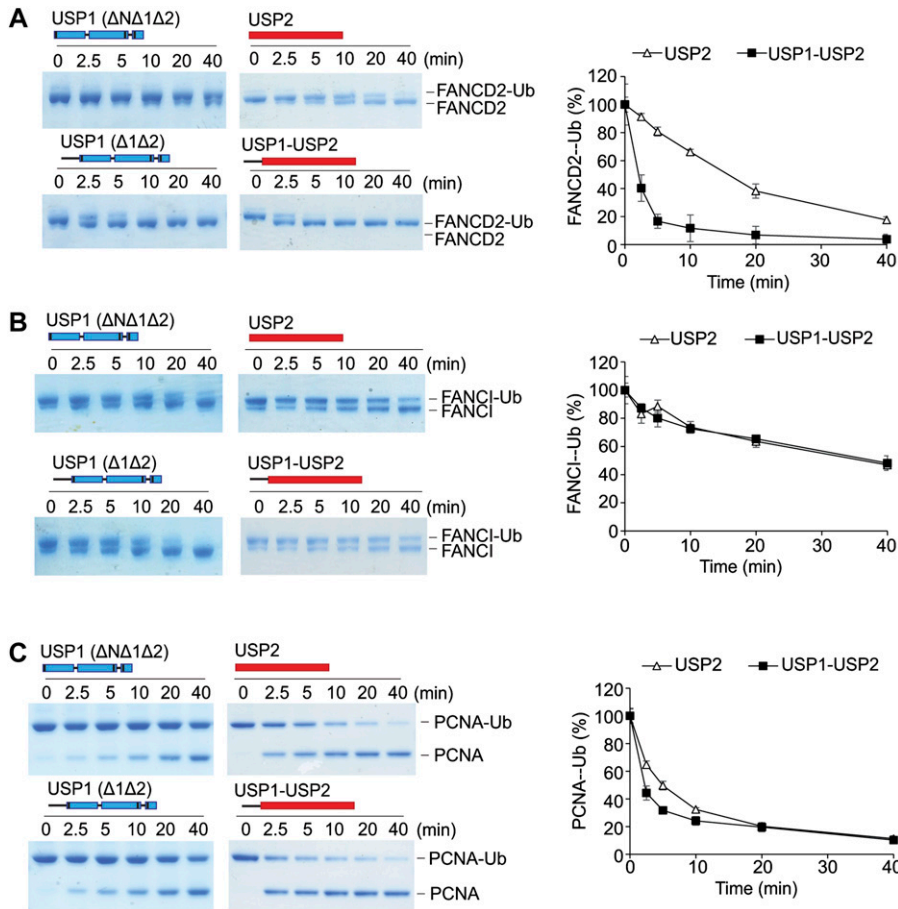 A
USP1 (ΔNΔ1Δ2)
USP2
0 2.5 5 10 20 40
0 2.5 5 10 20 40 (min)
FANCD2-Ub
FANCD2
USP1 (Δ1Δ2)
USP1-USP2
0 2.5 5 10 20 40
0 2.5 5 10 20 40 (min)
FANCD2-Ub
FANCD2
USP2 USP1-USP2
FANCD2--Ub (%)
120
100
80
60
40
20
0
0 10 20 30 40
Time (min)
B
USP1 (ΔNΔ1Δ2)
USP2
0 2.5 5 10 20 40
0 2.5 5 10 20 40 (min)
FANCI-Ub
FANCI
USP1 (Δ1Δ2)
USP1-USP2
0 2.5 5 10 20 40
0 2.5 5 10 20 40 (min)
FANCI-Ub
FANCI
USP2 USP1-USP2
FANCI--Ub (%)
120
100
80
60
40
20
0
0 10 20 30 40
Time (min)
C
USP1 (ΔNΔ1Δ2)
USP2
0 2.5 5 10 20 40
0 2.5 5 10 20 40 (min)
PCNA-Ub
PCNA
USP1 (Δ1Δ2)
USP1-USP2
0 2.5 5 10 20 40
0 2.5 5 10 20 40 (min)
PCNA-Ub
PCNA
USP2 USP1-USP2
PCNA--Ub (%)
120
100
80
60
40
20
0
0 10 20 30 40
Time (min)